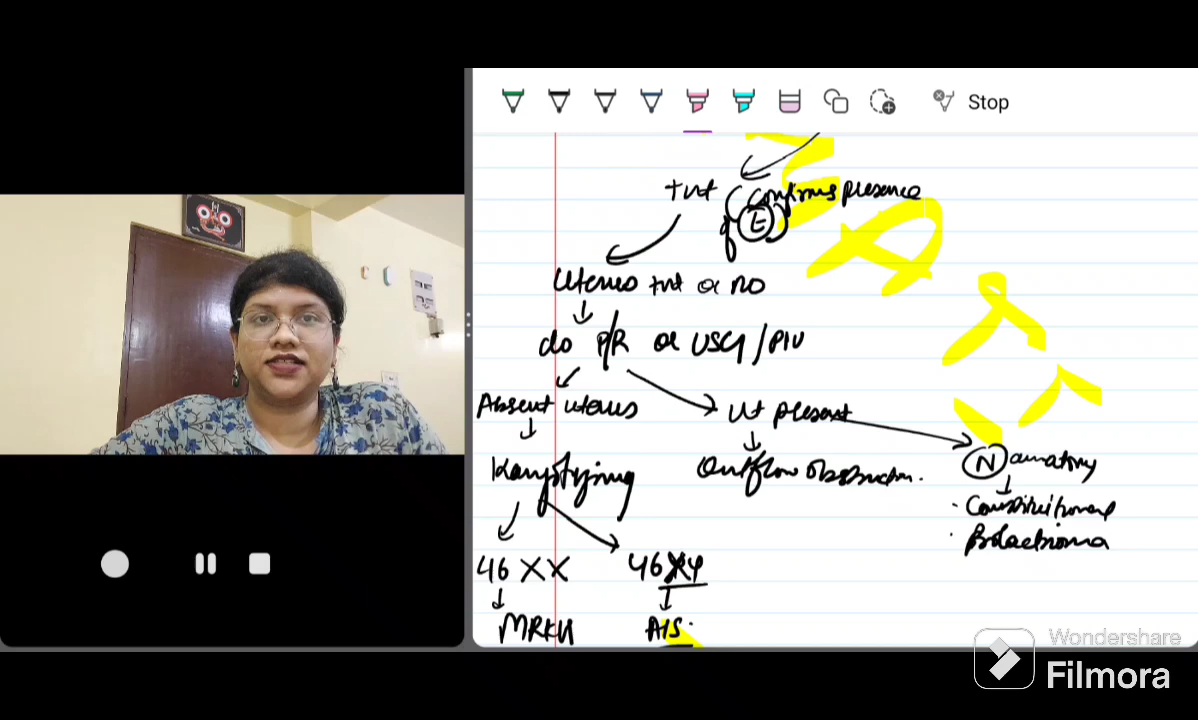 Stop
+nt (confirms presence
of (E))
Uterus +nt or no
do P/R or USG/PIV
Absent uterus
Ut present
Karyotyping
Outflow obstruction.
(N) anatomy
· Constitutional
· Prolactinoma
46 XX
46 XY
MRKH
AIS.
Wondershare
Filmora